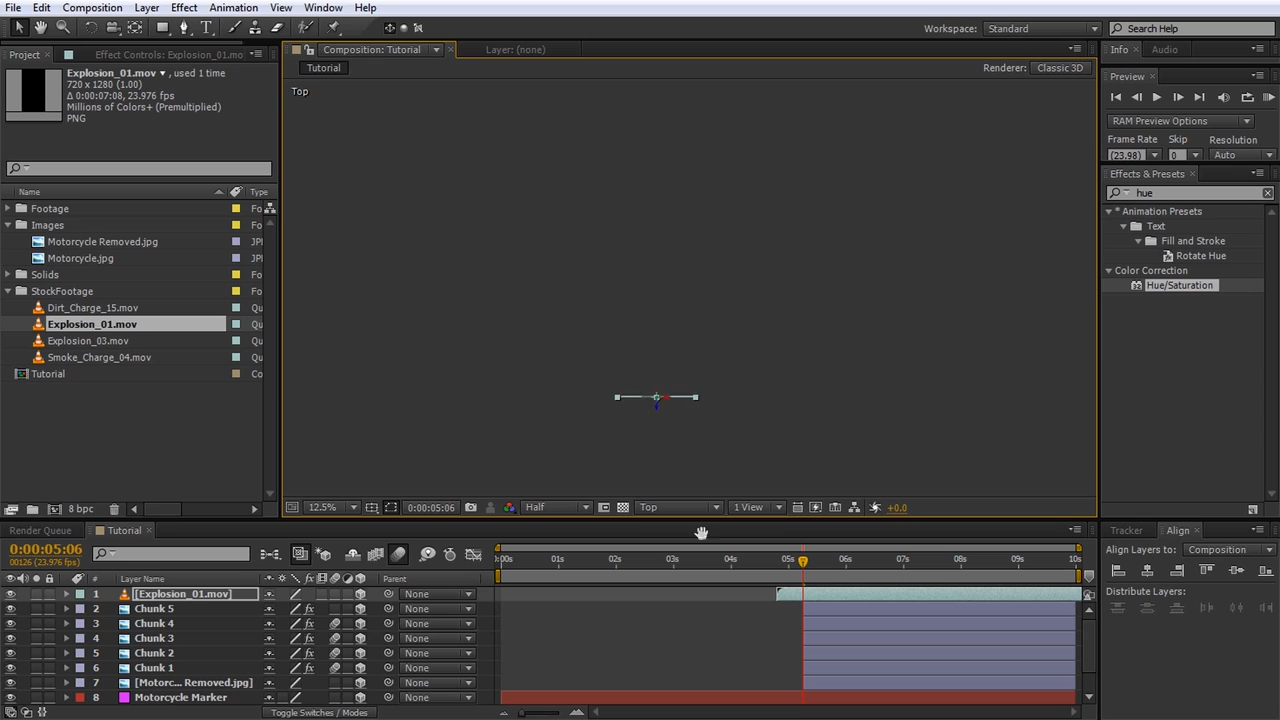 File Edit Composition Layer Effect Animation View Window Help
Workspace: Standard Search Help
Project Effect Controls: Explosion_01.mo Composition: Tutorial Layer: (none) Info Audio
Tutorial Renderer: Classic 3D
Explosion_01.mov , used 1 time
720 x 1280 (1.00)
Δ 0:00:07:08, 23.976 fps
Millions of Colors+ (Premultiplied)
PNG
Top
Preview
RAM Preview Options
Frame Rate Skip Resolution
(23.98) 0 Auto
Effects & Presets
hue
* Animation Presets
Text
Fill and Stroke
Rotate Hue
Color Correction
Hue/Saturation
Name Type
Footage Fo
Images Fo
Motorcycle Removed.jpg JP
Motorcycle.jpg JP
Solids Fo
StockFootage Fo
Dirt_Charge_15.mov Qu
Explosion_01.mov Qu
Explosion_03.mov Qu
Smoke_Charge_04.mov Qu
Tutorial Co
8 bpc
12.5% 0:00:05:06 Half Top 1 View +0.0
Render Queue Tutorial
0:00:05:06
00126 (23.976 fps)
:00s 01s 02s 03s 04s 05s 06s 07s 08s 09s 10s
# Layer Name Parent
1 [Explosion_01.mov] None
2 Chunk 5 None
3 Chunk 4 None
4 Chunk 3 None
5 Chunk 2 None
6 Chunk 1 None
7 [Motorc... Removed.jpg] None
8 Motorcycle Marker None
Toggle Switches / Modes
Tracker Align
Align Layers to: Composition
Distribute Layers: